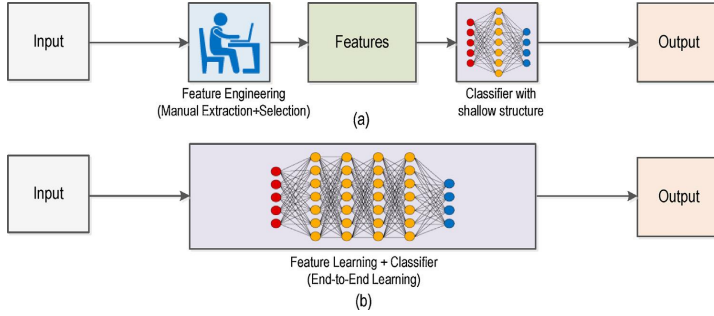 Input
Features
Output
Feature Engineering
(Manual Extraction+Selection)
Classifier with
shallow structure
(a)
Input
Output
Feature Learning + Classifier
(End-to-End Learning)
(b)